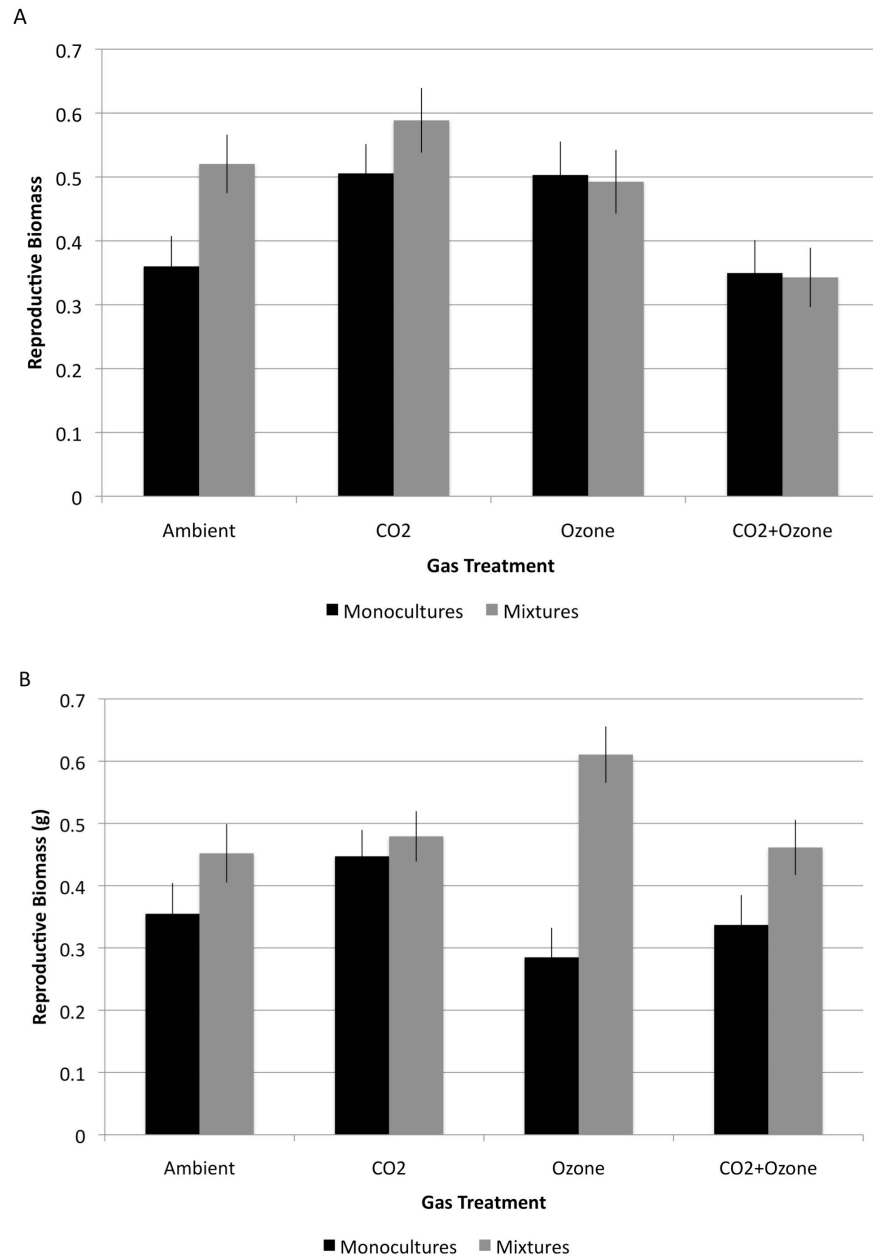 A
0.7
0.6
0.5
0.4
0.3
0.2
0.1
0
Reproductive Biomass
Ambient CO2 Ozone CO2+Ozone
Gas Treatment
Monocultures Mixtures
B
0.7
0.6
0.5
0.4
0.3
0.2
0.1
0
Reproductive Biomass (g)
Ambient CO2 Ozone CO2+Ozone
Gas Treatment
Monocultures Mixtures